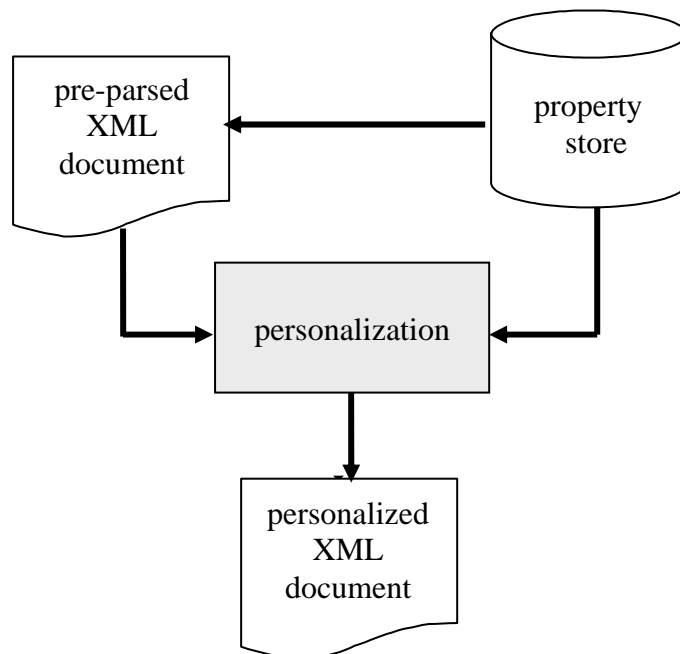 pre-parsed
XML
document
property
store
personalization
personalized
XML
document